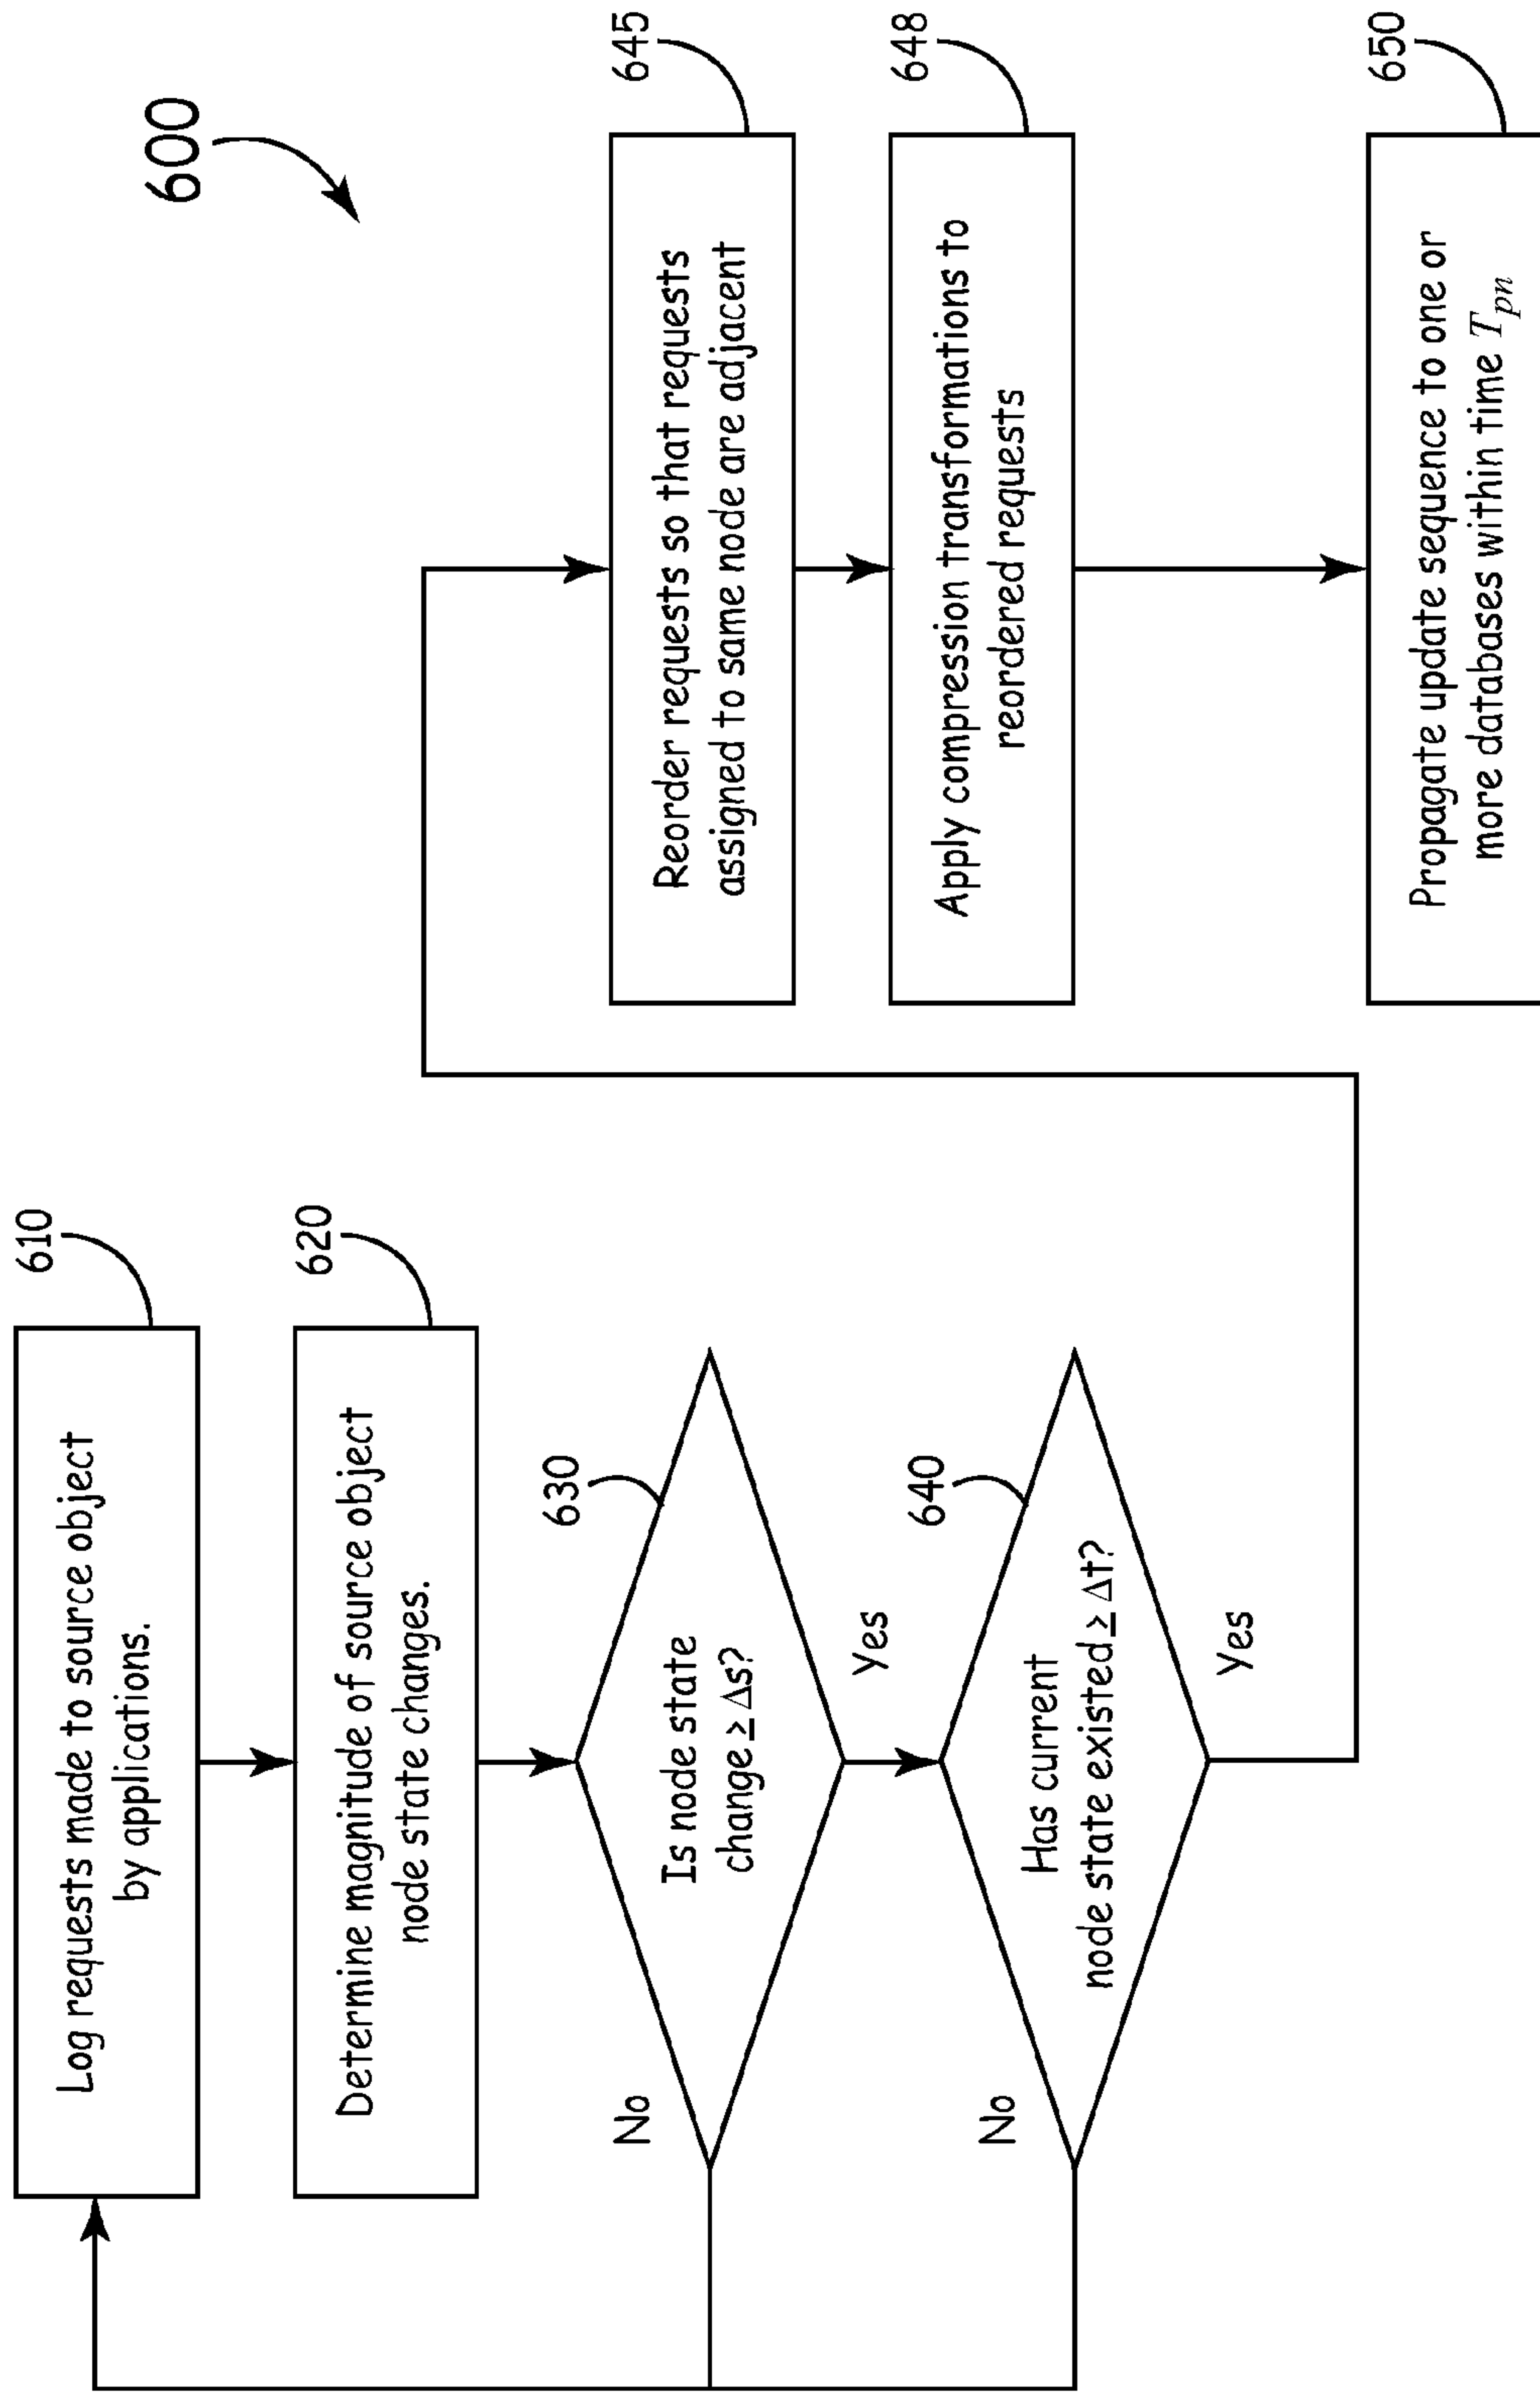 600
610
Log requests made to source object
by applications.
620
Determine magnitude of source object
node state changes.
630
Is node state
change ≥ Δs?
No
Yes
640
Has current
node state existed ≥ Δt?
No
Yes
645
Reorder requests so that requests
assigned to same node are adjacent
648
Apply compression transformations to
reordered requests
650
Propagate update sequence to one or
more databases within time Tpn